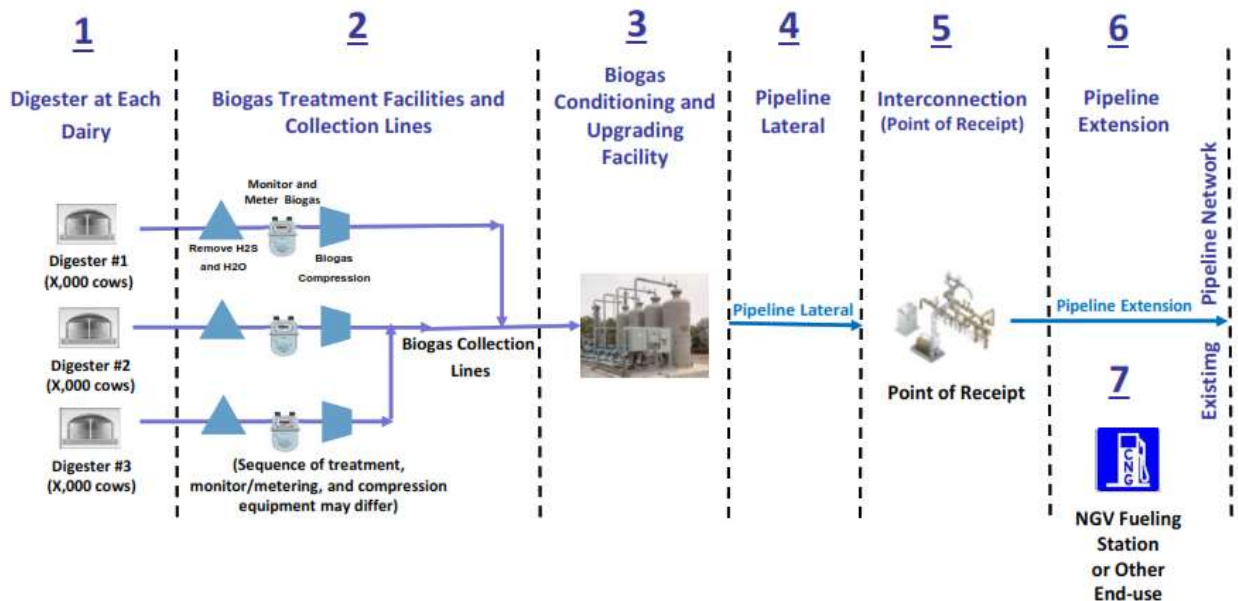 1
Digester at Each
Dairy
2
Biogas Treatment Facilities and
Collection Lines
3
Biogas
Conditioning and
Upgrading
Facility
4
Pipeline
Lateral
5
Interconnection
(Point of Receipt)
6
Pipeline
Extension
Digester #1
(X,000 cows)
Digester #2
(X,000 cows)
Digester #3
(X,000 cows)
Monitor and
Meter Biogas
Remove H2S
and H2O
Biogas
Compression
Biogas Collection
Lines
(Sequence of treatment,
monitor/metering, and compression
equipment may differ)
Pipeline Lateral
Point of Receipt
Pipeline Extension
7
CNG
NGV Fueling
Station
or Other
End-use
Existimg Pipeline Network